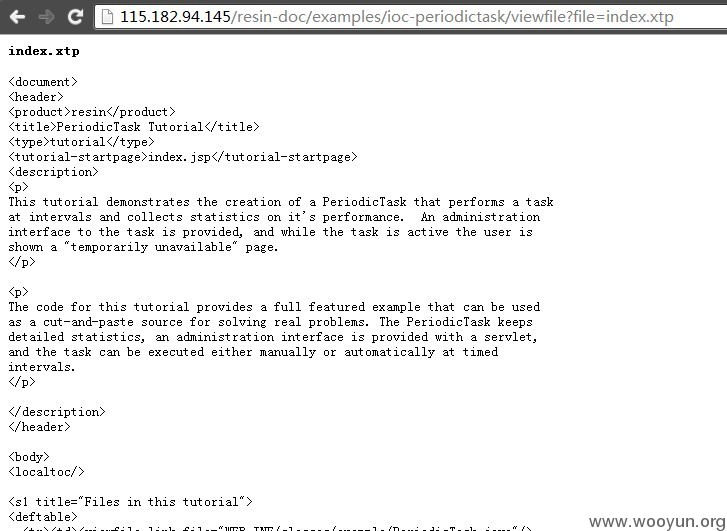 115.182.94.145/resin-doc/examples/ioc-periodictask/viewfile?file=index.xtp
index.xtp
<document>
<header>
<product>resin</product>
<title>PeriodicTask Tutorial</title>
<type>tutorial</type>
<tutorial-startpage>index.jsp</tutorial-startpage>
<description>
<p>
This tutorial demonstrates the creation of a PeriodicTask that performs a task
at intervals and collects statistics on it's performance.  An administration
interface to the task is provided, and while the task is active the user is
shown a "temporarily unavailable" page.
</p>
<p>
The code for this tutorial provides a full featured example that can be used
as a cut-and-paste source for solving real problems. The PeriodicTask keeps
detailed statistics, an administration interface is provided with a servlet,
and the task can be executed either manually or automatically at timed
intervals.
</p>
</description>
</header>
<body>
<localtoc/>
<s1 title="Files in this tutorial">
<deftable>
www.wooyun.org